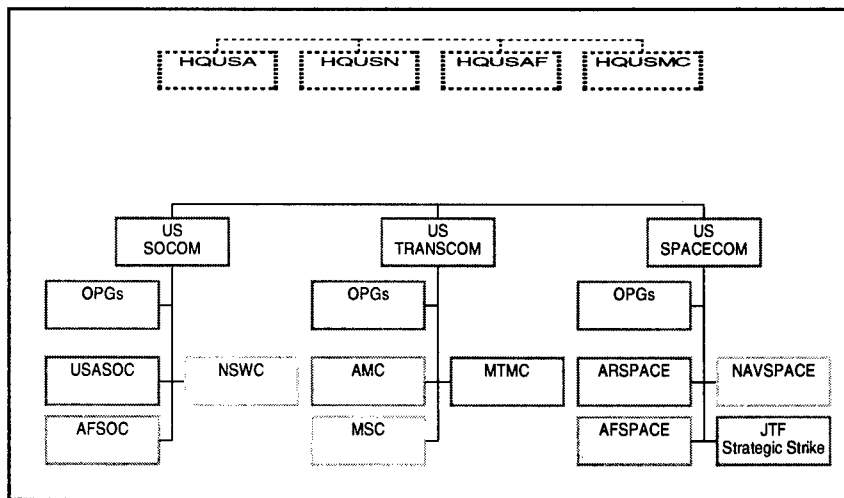 HQUSA HQUSN HQUSAF HQUSMC
US SOCOM
US TRANSCOM
US SPACECOM
OPGs OPGs OPGs
USASOC NSWC AMC MTMC ARSPACE NAVSPACE
AFSOC MSC AFSPACE JTF Strategic Strike